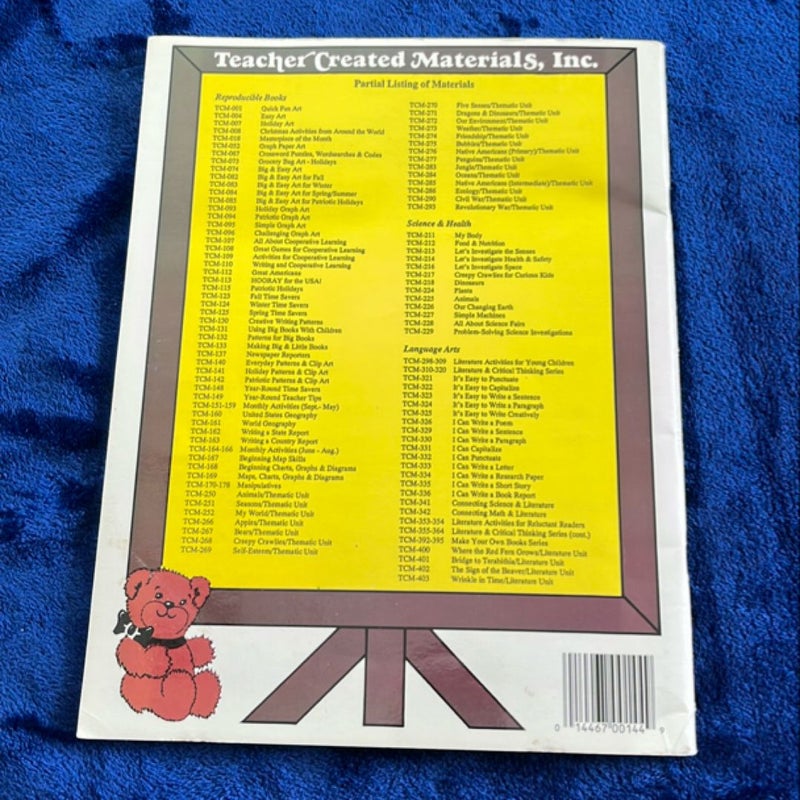 Teacher Created Materials, Inc.
Partial Listing of Materials
Reproducible Books
TCM-001 Quick Fun Art
TCM-004 Easy Art
TCM-007 Holiday Art
TCM-008 Christmas Activities from Around the World
TCM-018 Masterpiece of the Month
TCM-052 Graph Paper Art
TCM-067 Crossword Puzzles, Wordsearches & Codes
TCM-073 Grocery Bag Art - Holidays
TCM-074 Big & Easy Art
TCM-082 Big & Easy Art for Fall
TCM-083 Big & Easy Art for Winter
TCM-084 Big & Easy Art for Spring/Summer
TCM-085 Big & Easy Art for Patriotic Holidays
TCM-093 Holiday Graph Art
TCM-094 Patriotic Graph Art
TCM-095 Simple Graph Art
TCM-096 Challenging Graph Art
TCM-107 All About Cooperative Learning
TCM-108 Great Games for Cooperative Learning
TCM-109 Activities for Cooperative Learning
TCM-110 Writing and Cooperative Learning
TCM-112 Great Americans
TCM-113 HOORAY for the USA!
TCM-115 Patriotic Holidays
TCM-123 Fall Time Savers
TCM-124 Winter Time Savers
TCM-125 Spring Time Savers
TCM-130 Creative Writing Patterns
TCM-131 Using Big Books With Children
TCM-132 Patterns for Big Books
TCM-133 Making Big & Little Books
TCM-137 Newspaper Reporters
TCM-140 Everyday Patterns & Clip Art
TCM-141 Holiday Patterns & Clip Art
TCM-142 Patriotic Patterns & Clip Art
TCM-148 Year-Round Time Savers
TCM-149 Year-Round Teacher Tips
TCM-151-159 Monthly Activities (Sept.- May)
TCM-160 United States Geography
TCM-161 World Geography
TCM-162 Writing a State Report
TCM-163 Writing a Country Report
TCM-164-166 Monthly Activities (June - Aug.)
TCM-167 Beginning Map Skills
TCM-168 Beginning Charts, Graphs & Diagrams
TCM-169 Maps, Charts, Graphs & Diagrams
TCM-170-178 Manipulatives
TCM-250 Animals/Thematic Unit
TCM-251 Seasons/Thematic Unit
TCM-252 My World/Thematic Unit
TCM-266 Apples/Thematic Unit
TCM-267 Bears/Thematic Unit
TCM-268 Creepy Crawlies/Thematic Unit
TCM-269 Self-Esteem/Thematic Unit
TCM-270 Five Senses/Thematic Unit
TCM-271 Dragons & Dinosaurs/Thematic Unit
TCM-272 Our Environment/Thematic Unit
TCM-273 Weather/Thematic Unit
TCM-274 Friendship/Thematic Unit
TCM-275 Bubbles/Thematic Unit
TCM-276 Native Americans (Primary)/Thematic Unit
TCM-277 Penguins/Thematic Unit
TCM-283 Jungle/Thematic Unit
TCM-284 Oceans/Thematic Unit
TCM-285 Native Americans (Intermediate)/Thematic Unit
TCM-286 Ecology/Thematic Unit
TCM-290 Civil War/Thematic Unit
TCM-293 Revolutionary War/Thematic Unit
Science & Health
TCM-211 My Body
TCM-212 Food & Nutrition
TCM-213 Let's Investigate the Senses
TCM-214 Let's Investigate Health & Safety
TCM-216 Let's Investigate Space
TCM-217 Creepy Crawlies for Curious Kids
TCM-218 Dinosaurs
TCM-224 Plants
TCM-225 Animals
TCM-226 Our Changing Earth
TCM-227 Simple Machines
TCM-228 All About Science Fairs
TCM-229 Problem-Solving Science Investigations
Language Arts
TCM-298-309 Literature Activities for Young Children
TCM-310-320 Literature & Critical Thinking Series
TCM-321 It's Easy to Punctuate
TCM-322 It's Easy to Capitalize
TCM-323 It's Easy to Write a Sentence
TCM-324 It's Easy to Write a Paragraph
TCM-325 It's Easy to Write Creatively
TCM-326 I Can Write a Poem
TCM-329 I Can Write a Sentence
TCM-330 I Can Write a Paragraph
TCM-331 I Can Capitalize
TCM-332 I Can Punctuate
TCM-333 I Can Write a Letter
TCM-334 I Can Write a Research Paper
TCM-335 I Can Write a Short Story
TCM-336 I Can Write a Book Report
TCM-341 Connecting Science & Literature
TCM-342 Connecting Math & Literature
TCM-353-354 Literature Activities for Reluctant Readers
TCM-355-364 Literature & Critical Thinking Series (cont.)
TCM-392-395 Make Your Own Books Series
TCM-400 Where the Red Fern Grows/Literature Unit
TCM-401 Bridge to Terabithia/Literature Unit
TCM-402 The Sign of the Beaver/Literature Unit
TCM-403 Wrinkle in Time/Literature Unit
0 14467 00144 9